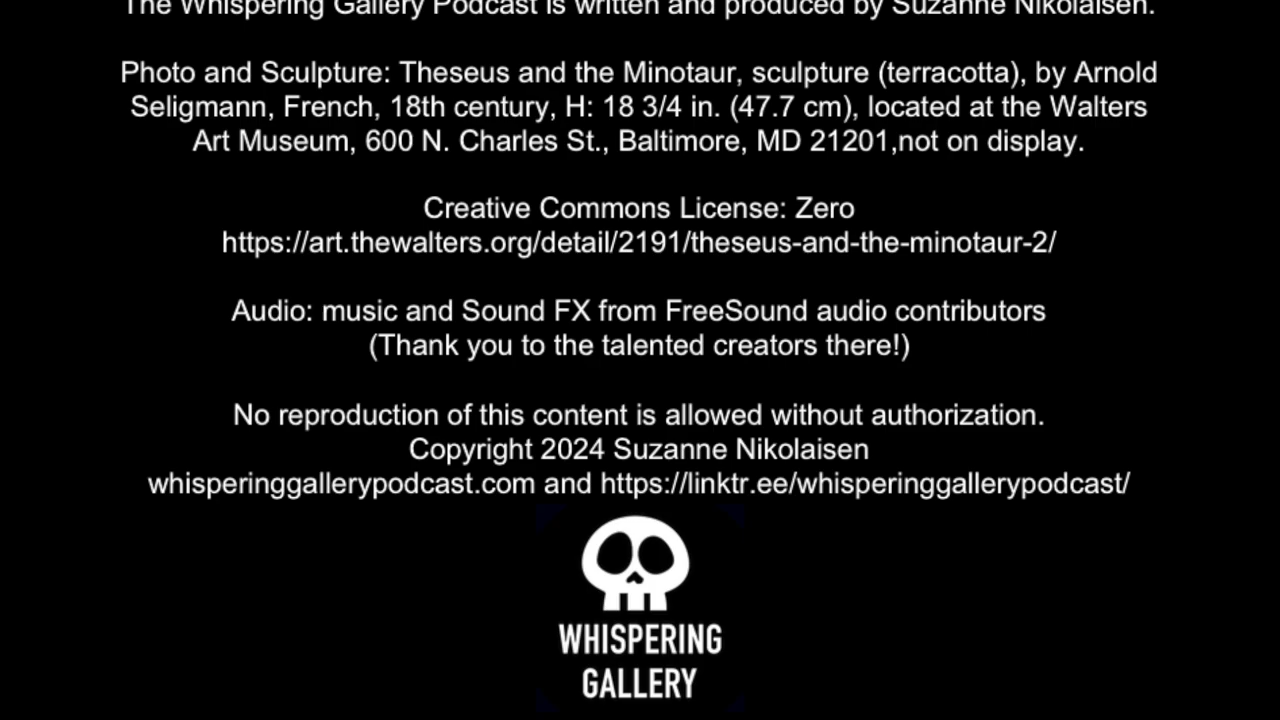 The Whispering Gallery Podcast is written and produced by Suzanne Nikolaisen.
Photo and Sculpture: Theseus and the Minotaur, sculpture (terracotta), by Arnold
Seligmann, French, 18th century, H: 18 3/4 in. (47.7 cm), located at the Walters
Art Museum, 600 N. Charles St., Baltimore, MD 21201,not on display.
Creative Commons License: Zero
https://art.thewalters.org/detail/2191/theseus-and-the-minotaur-2/
Audio: music and Sound FX from FreeSound audio contributors
(Thank you to the talented creators there!)
No reproduction of this content is allowed without authorization.
Copyright 2024 Suzanne Nikolaisen
whisperinggallerypodcast.com and https://linktr.ee/whisperinggallerypodcast/
WHISPERING
GALLERY